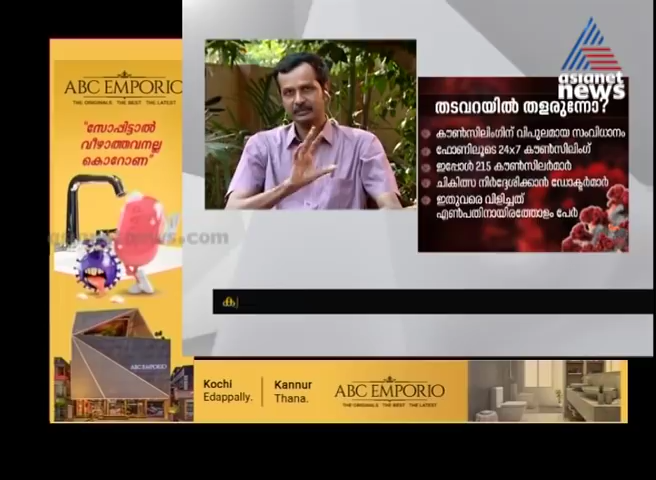 asianet
news
ABC EMPORIO
THE ORIGINALS THE BEST THE LATEST
"സോപ്പിട്ടാൽ
വീഴാത്തവനല്ല
കൊറോണ"
തടവറയിൽ തളരുന്നോ?
കൗൺസിലിംഗിന് വിപുലമായ സംവിധാനം
ഫോണിലൂടെ 24x7 കൗൺസിലിംഗ്
ഇപ്പോൾ 215 കൗൺസിലർമാർ
ചികിത്സ നിർദ്ദേശിക്കാൻ ഡോക്ടർമാർ
ഇതുവരെ വിളിച്ചത്
എൺപതിനായിരത്തോളം പേർ
news.com
ABC EMPORIO
Kochi
Edappally.
Kannur
Thana.
ABC EMPORIO
THE ORIGINALS THE BEST THE LATEST